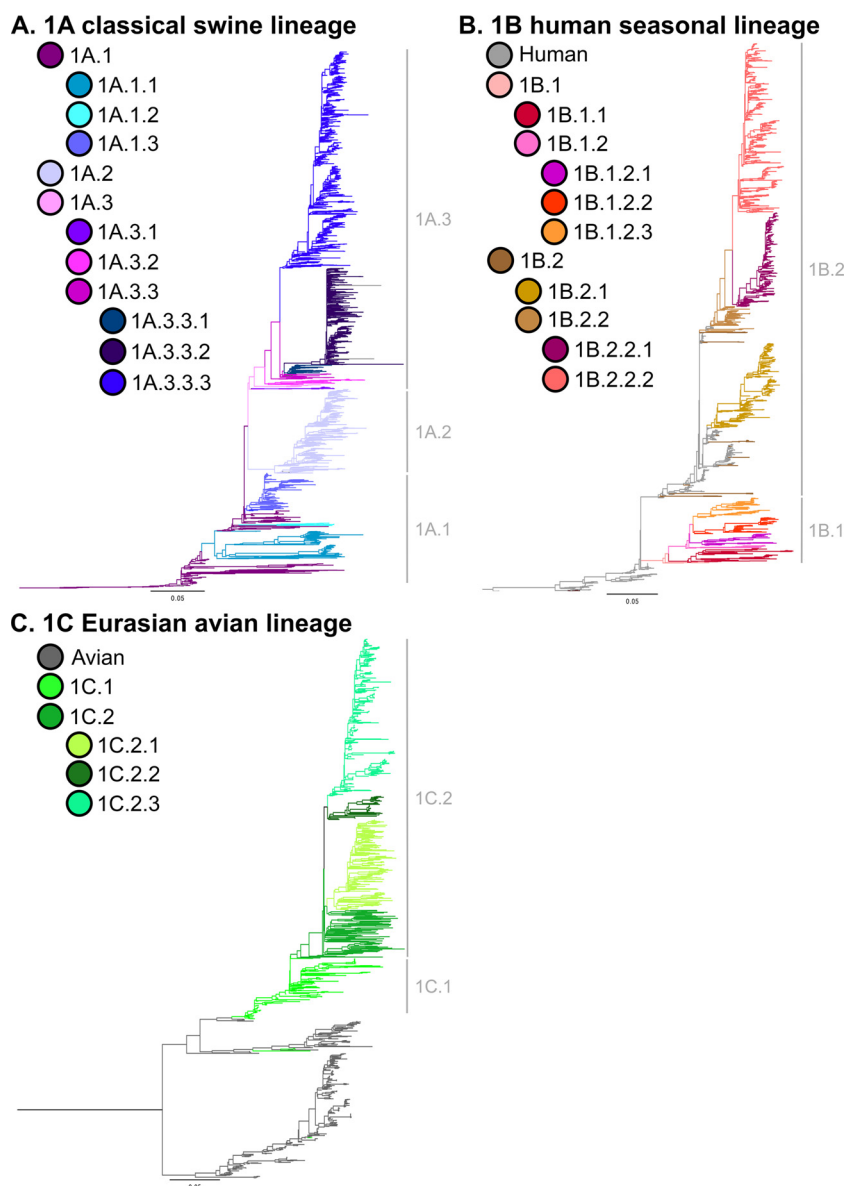 A. 1A classical swine lineage
1A.1
1A.1.1
1A.1.2
1A.1.3
1A.2
1A.3
1A.3.1
1A.3.2
1A.3.3
1A.3.3.1
1A.3.3.2
1A.3.3.3
1A.3
1A.2
1A.1
0.05
B. 1B human seasonal lineage
Human
1B.1
1B.1.1
1B.1.2
1B.1.2.1
1B.1.2.2
1B.1.2.3
1B.2
1B.2.1
1B.2.2
1B.2.2.1
1B.2.2.2
1B.2
1B.1
0.05
C. 1C Eurasian avian lineage
Avian
1C.1
1C.2
1C.2.1
1C.2.2
1C.2.3
1C.2
1C.1